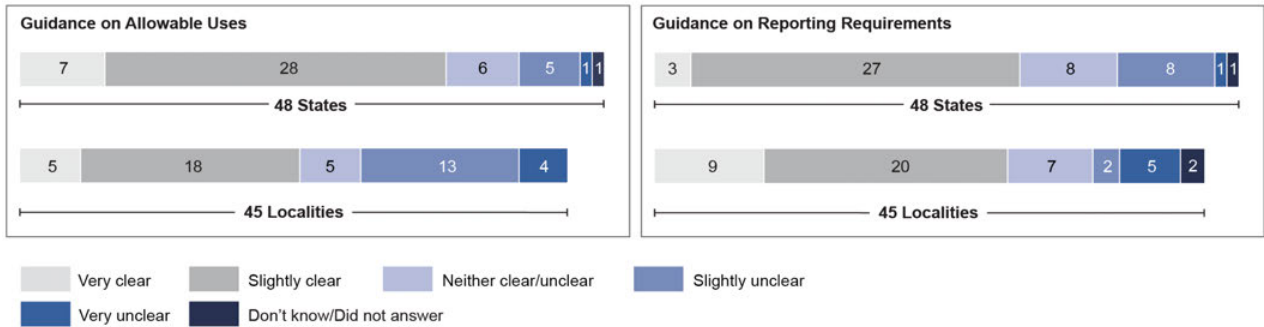 Guidance on Allowable Uses
7 28 6 5 1 1
48 States
5 18 5 13 4
45 Localities
Guidance on Reporting Requirements
3 27 8 8 1 1
48 States
9 20 7 2 5 2
45 Localities
Very clear Slightly clear Neither clear/unclear Slightly unclear
Very unclear Don't know/Did not answer